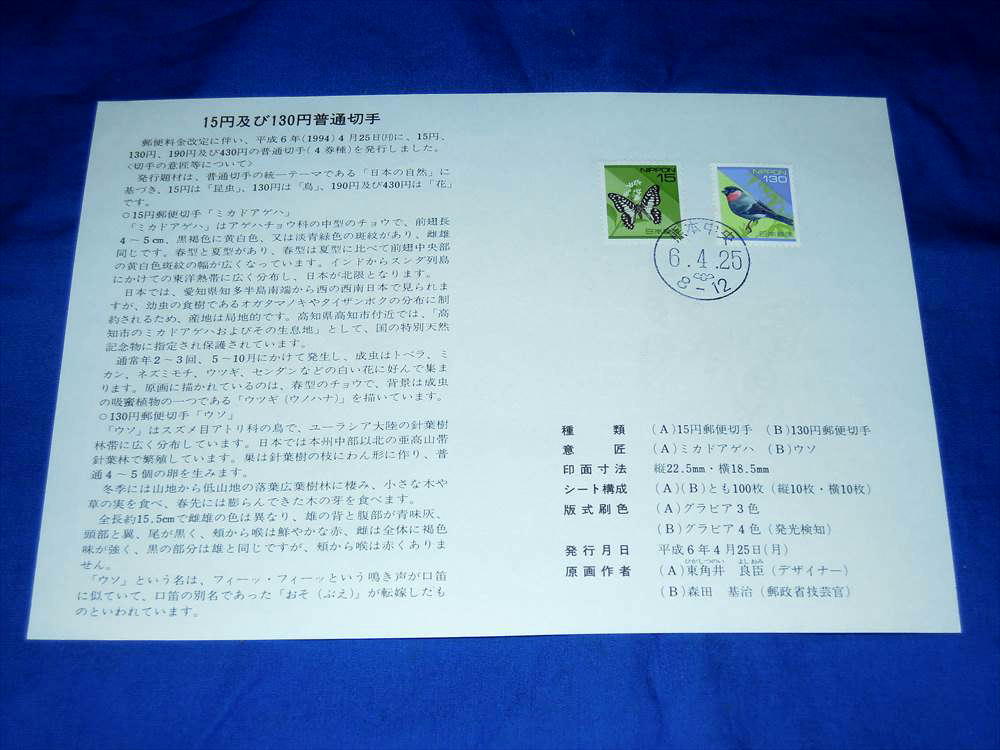 15円及び130円普通切手
郵便料金改定に伴い、平成6年(1994)4月25日(月)に、15円、
130円、190円及び430円の普通切手(4券種)を発行しました。
〈切手の意匠等について〉
発行題材は、普通切手の統一テーマである「日本の自然」に
基づき、15円は「昆虫」、130円は「鳥」、190円及び430円は「花」
です。
○15円郵便切手「ミカドアゲハ」
「ミカドアゲハ」はアゲハチョウ科の中型のチョウで、前翅長
4～5㎝、黒褐色に黄白色、又は淡青緑色の斑紋があり、雌雄
同じです。春型と夏型があり、春型は夏型に比べて前翅中央部
の黄白色斑紋の幅が広くなっています。インドからスンダ列島
にかけての東洋熱帯に広く分布し、日本が北限となります。
日本では、愛知県知多半島南端から西の西南日本で見られま
すが、幼虫の食樹であるオガタマノキやタイザンボクの分布に制
約されるため、産地は局地的です。高知県高知市付近では、「高
知市のミカドアゲハおよびその生息地」として、国の特別天然
記念物に指定され保護されています。
通常年2～3回、5～10月にかけて発生し、成虫はトベラ、ミ
カン、ネズミモチ、ウツギ、センダンなどの白い花に好んで集ま
ります。原画に描かれているのは、春型のチョウで、背景は成虫
の吸蜜植物の一つである「ウツギ(ウノハナ)」を描いています。
○130円郵便切手「ウソ」
「ウソ」はスズメ目アトリ科の鳥で、ユーラシア大陸の針葉樹
林帯に広く分布しています。日本では本州中部以北の亜高山帯
針葉林で繁殖しています。巣は針葉樹の枝にわん形に作り、普
通4～5個の卵を生みます。
冬季には山地から低山地の落葉広葉樹林に棲み、小さな木や
草の実を食べ、春先には膨らんできた木の芽を食べます。
全長約15.5㎝で雌雄の色は異なり、雄の背と腹部が青味灰、
頭部と翼、尾が黒く、頬から喉は鮮やかな赤、雌は全体に褐色
味が強く、黒の部分は雄と同じですが、頬から喉は赤くありま
せん。
「ウソ」という名は、フィーッ・フィーッという鳴き声が口笛
に似ていて、口笛の別名であった「おそ(ぶえ)」が転嫁したも
のといわれています。
NIPPON
15
日本郵便
NIPPON
130
日本郵便
本中央
6.4.25
8-12
種類 (A)15円郵便切手 (B)130円郵便切手
意匠 (A)ミカドアゲハ (B)ウソ
印面寸法 縦22.5mm・横18.5mm
シート構成 (A)(B)とも100枚(縦10枚・横10枚)
版式刷色 (A)グラビア3色
(B)グラビア4色(発光検知)
発行月日 平成6年4月25日(月)
原画作者 (A)東角井 良臣(デザイナー)
ひがしつのい よしおみ
(B)森田 基治(郵政省技芸官)